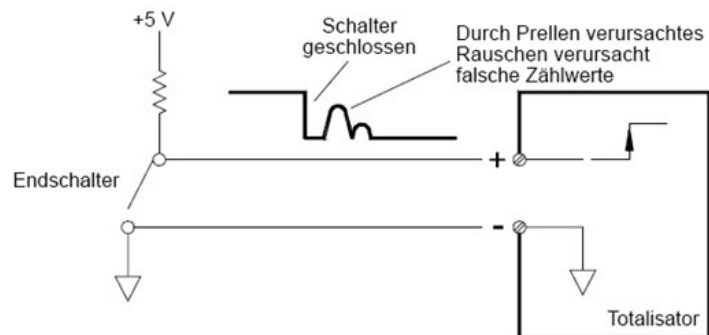 +5 V
Schalter
geschlossen
Durch Prellen verursachtes
Rauschen verursacht
falsche Zählwerte
Endschalter
+
-
Totalisator